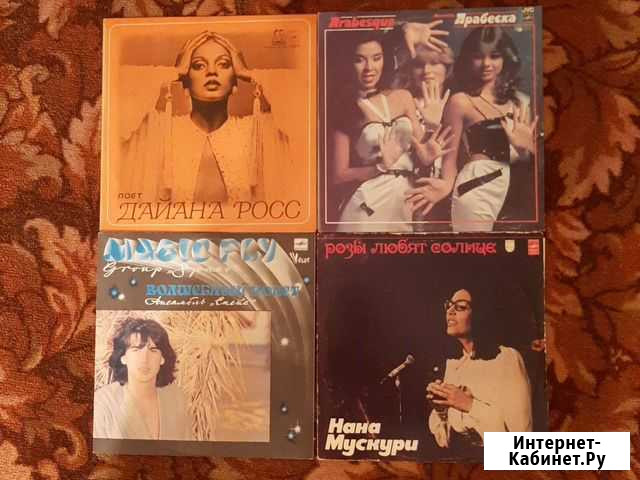 ПОЕТ
ДАЙАНА РОСС
Arabesque Арабеска
MAGIC FLY
Group "Space"
ВОЛШЕБНЫЙ ПОЛЕТ
Ансамбль "Спейс"
РОЗЫ ЛЮБЯТ СОЛНЦЕ
Нана
Мускури
Интернет-
Кабинет.Ру